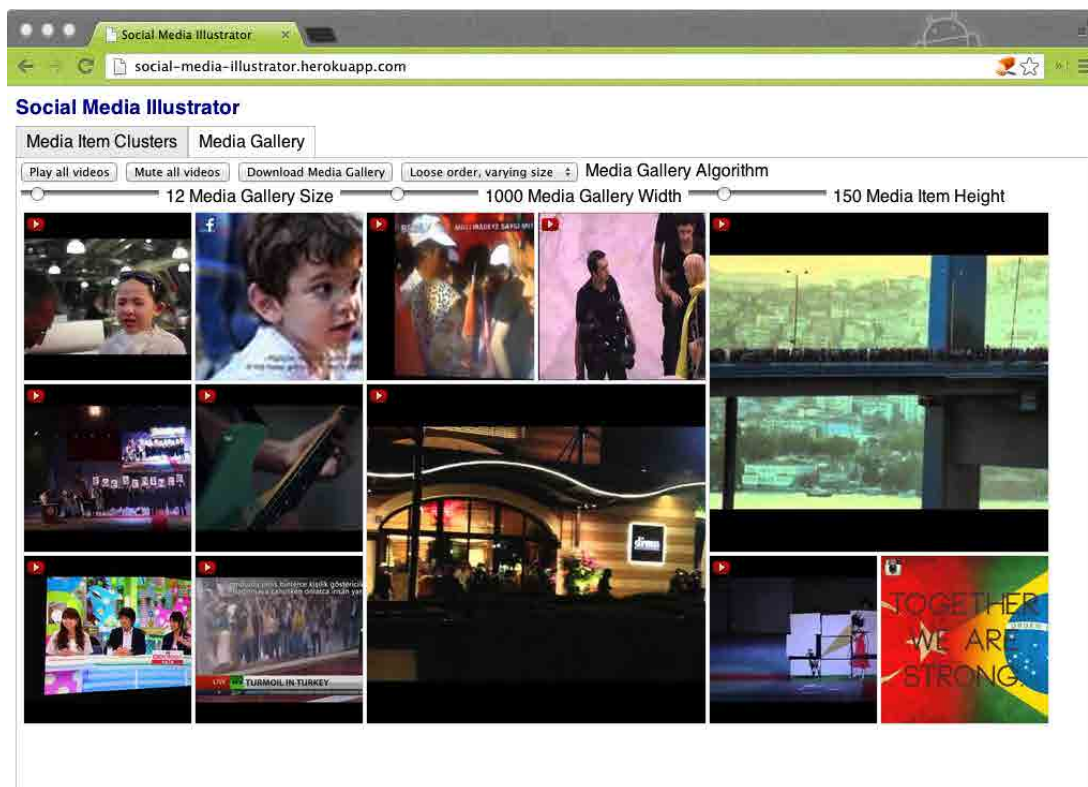 Social Media Illustrator
social-media-illustrator.herokuapp.com
Social Media Illustrator
Media Item Clusters Media Gallery
Play all videos Mute all videos Download Media Gallery Loose order, varying size Media Gallery Algorithm
12 Media Gallery Size 1000 Media Gallery Width 150 Media Item Height
LIVE TURMOIL IN TURKEY
TOGETHER
WE ARE
STRONG.